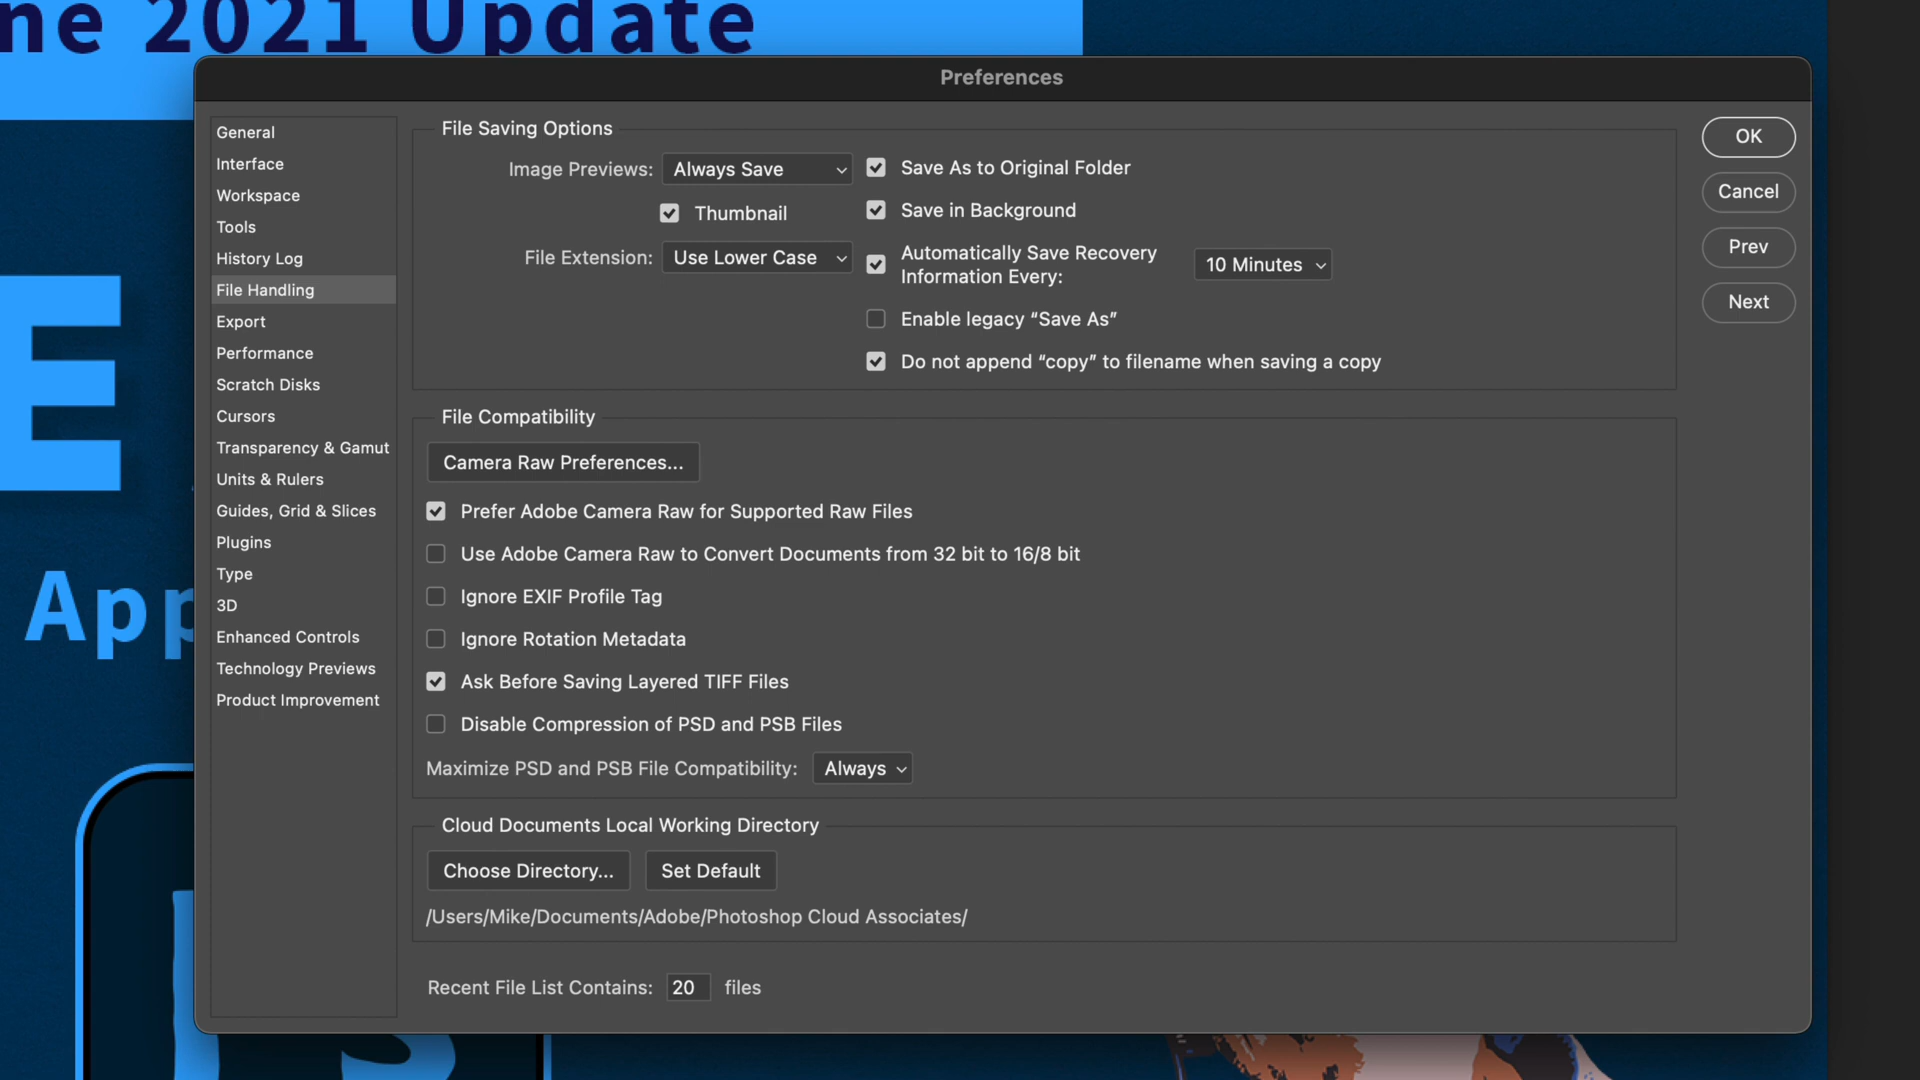 ne 2021 Update
Preferences
General
Interface
Workspace
Tools
History Log
File Handling
Export
Performance
Scratch Disks
Cursors
Transparency & Gamut
Units & Rulers
Guides, Grid & Slices
Plugins
Type
3D
Enhanced Controls
Technology Previews
Product Improvement
File Saving Options
Image Previews: Always Save
Thumbnail
File Extension: Use Lower Case
Save As to Original Folder
Save in Background
Automatically Save Recovery
Information Every: 10 Minutes
Enable legacy “Save As”
Do not append “copy” to filename when saving a copy
File Compatibility
Camera Raw Preferences...
Prefer Adobe Camera Raw for Supported Raw Files
Use Adobe Camera Raw to Convert Documents from 32 bit to 16/8 bit
Ignore EXIF Profile Tag
Ignore Rotation Metadata
Ask Before Saving Layered TIFF Files
Disable Compression of PSD and PSB Files
Maximize PSD and PSB File Compatibility: Always
Cloud Documents Local Working Directory
Choose Directory... Set Default
/Users/Mike/Documents/Adobe/Photoshop Cloud Associates/
Recent File List Contains: 20 files
OK
Cancel
Prev
Next
E
App